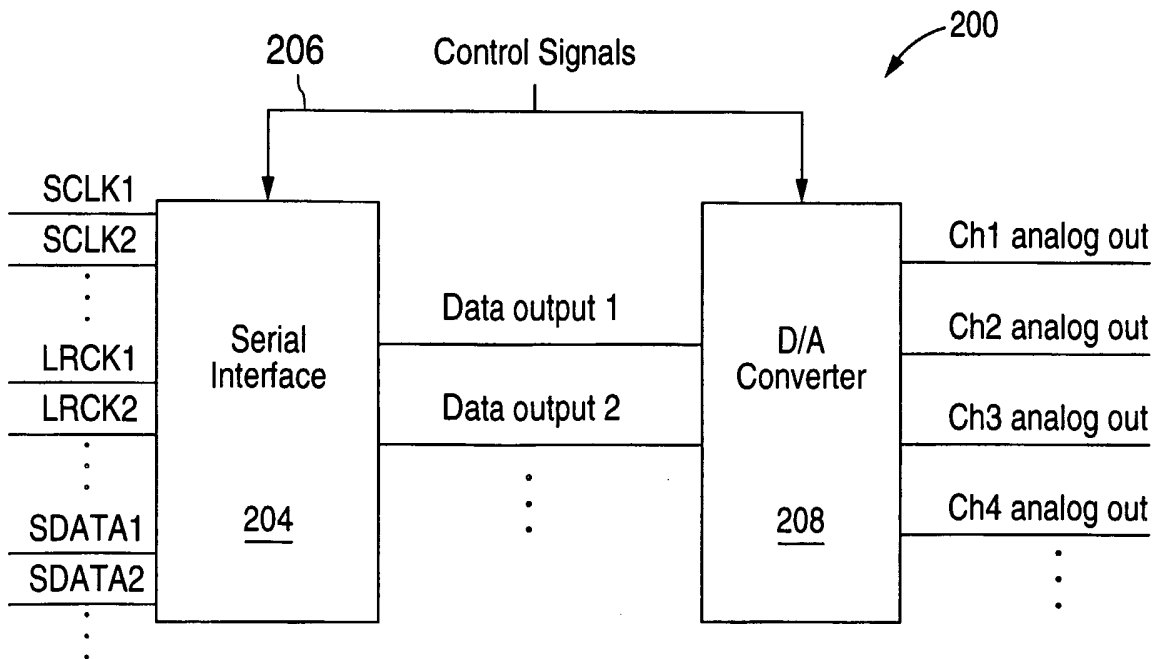 200
206
Control Signals
SCLK1
SCLK2
LRCK1
LRCK2
SDATA1
SDATA2
Serial
Interface
204
Data output 1
Data output 2
D/A
Converter
208
Ch1 analog out
Ch2 analog out
Ch3 analog out
Ch4 analog out